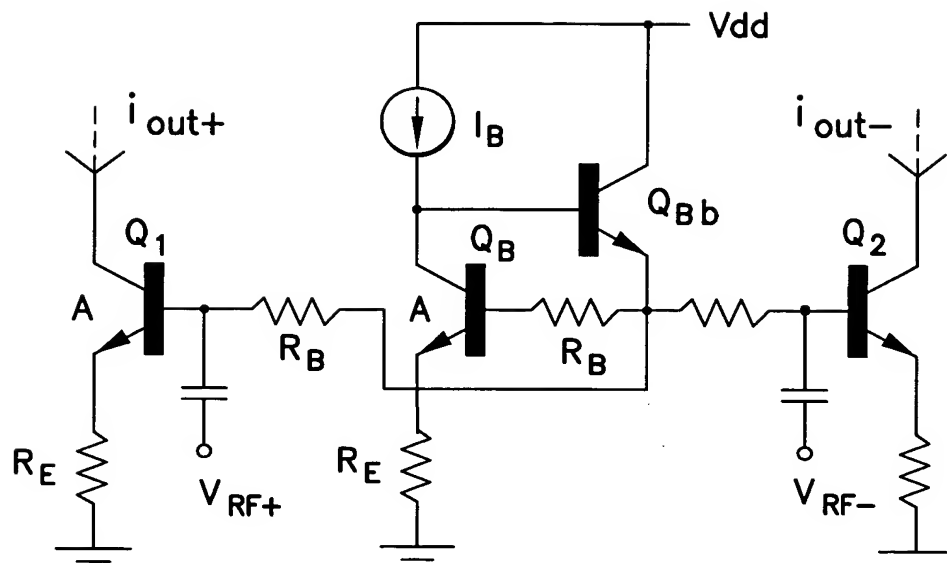 Vdd
i out+
I B
i out−
Q B b
Q 1
Q B
Q 2
A
A
R B
R B
R E
V RF+
R E
V RF−